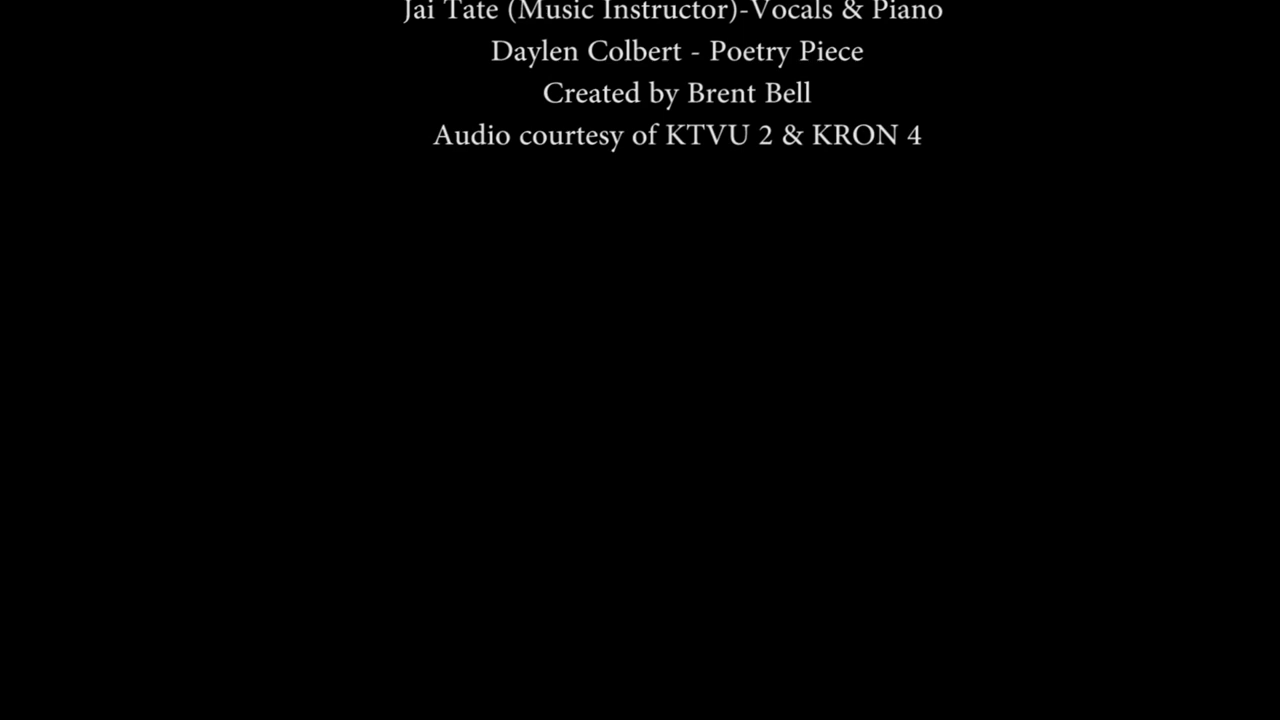 Jai Tate (Music Instructor)-Vocals & Piano
Daylen Colbert - Poetry Piece
Created by Brent Bell
Audio courtesy of KTVU 2 & KRON 4